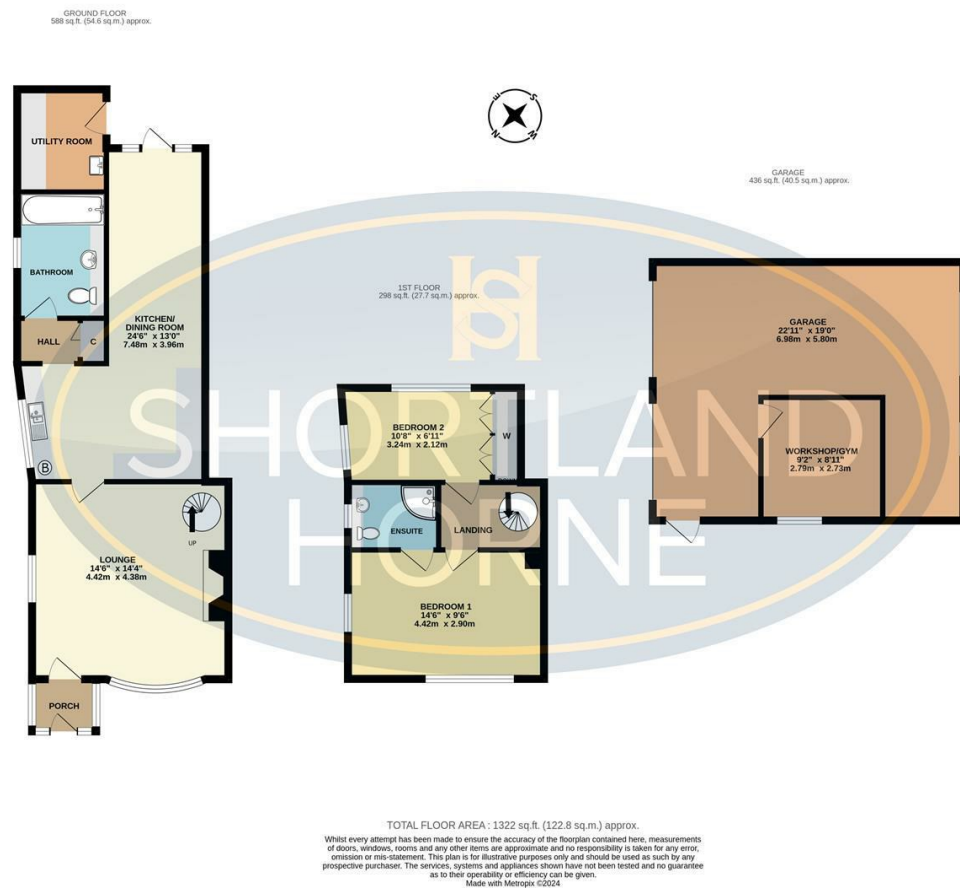 GROUND FLOOR
588 sq.ft. (54.6 sq.m.) approx.
UTILITY ROOM
BATHROOM
HALL
C
KITCHEN/
DINING ROOM
24'6" x 13'0"
7.48m x 3.96m
B
LOUNGE
14'6" x 14'4"
4.42m x 4.38m
UP
PORCH
E
S
N
W
1ST FLOOR
298 sq.ft. (27.7 sq.m.) approx.
BEDROOM 2
10'8" x 6'11"
3.24m x 2.12m
W
ENSUITE
LANDING
BEDROOM 1
14'6" x 9'6"
4.42m x 2.90m
GARAGE
436 sq.ft. (40.5 sq.m.) approx.
GARAGE
22'11" x 19'0"
6.98m x 5.80m
WORKSHOP/GYM
9'2" x 8'11"
2.79m x 2.73m
SH
SHORTLAND
HORNE
TOTAL FLOOR AREA : 1322 sq.ft. (122.8 sq.m.) approx.
Whilst every attempt has been made to ensure the accuracy of the floorplan contained here, measurements
of doors, windows, rooms and any other items are approximate and no responsibility is taken for any error,
omission or mis-statement. This plan is for illustrative purposes only and should be used as such by any
prospective purchaser. The services, systems and appliances shown have not been tested and no guarantee
as to their operability or efficiency can be given.
Made with Metropix ©2024